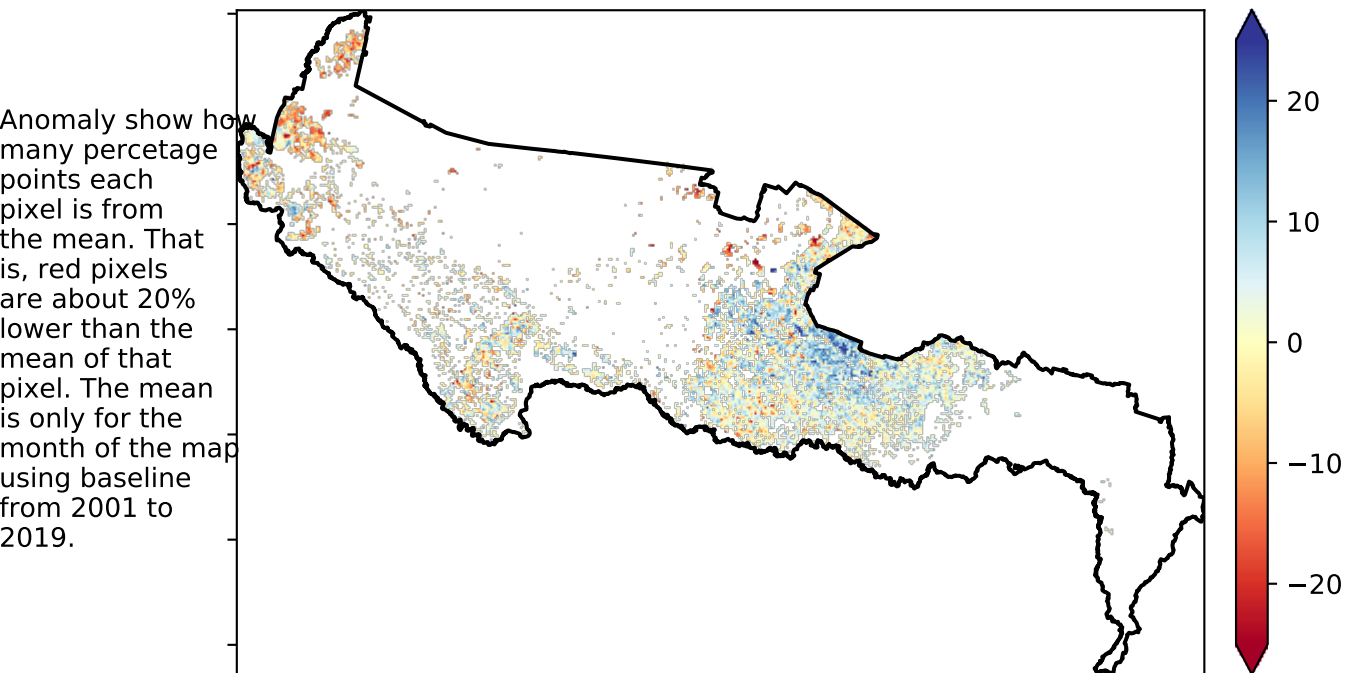 Anomaly show how
many percetage
points each
pixel is from
the mean. That
is, red pixels
are about 20%
lower than the
mean of that
pixel. The mean
is only for the
month of the map
using baseline
from 2001 to
2019.
20
10
0
−10
−20